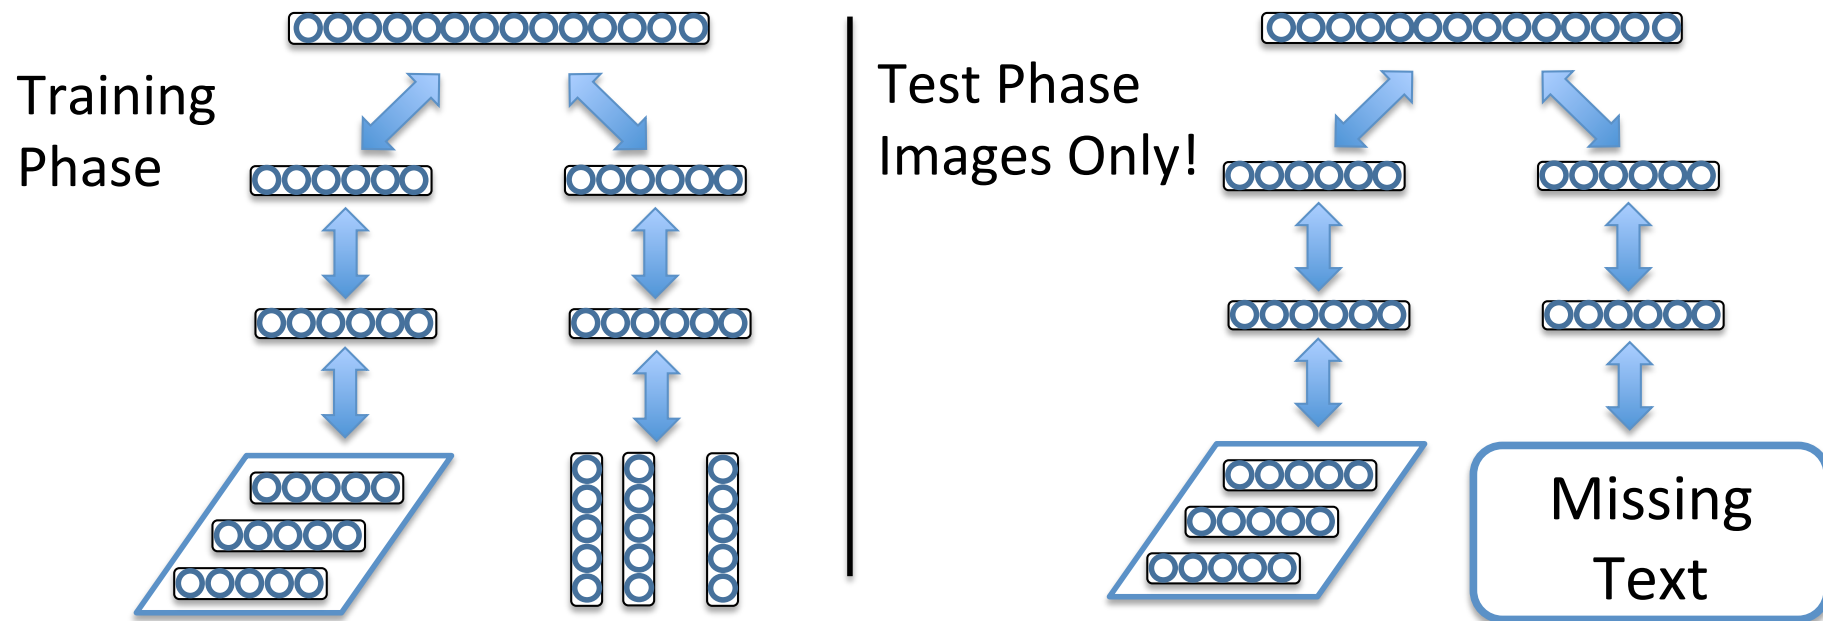 Training
Phase
Test Phase
Images Only!
Missing
Text